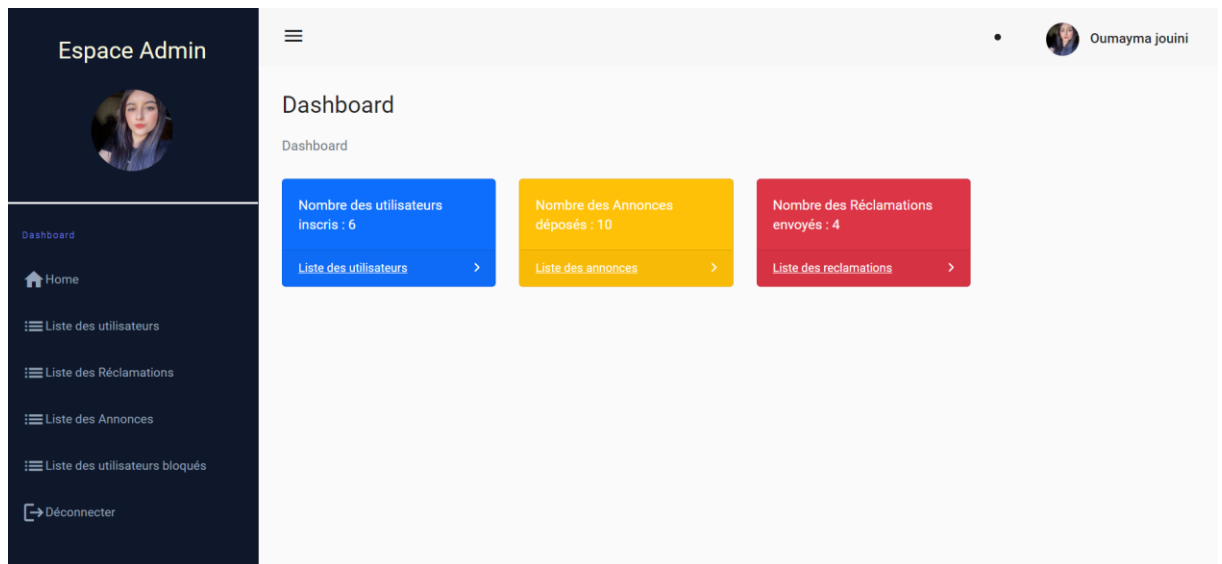 Espace Admin
Dashboard
Home
Liste des utilisateurs
Liste des Réclamations
Liste des Annonces
Liste des utilisateurs bloqués
Déconnecter
Oumayma jouini
Dashboard
Dashboard
Nombre des utilisateurs
inscris : 6
Liste des utilisateurs
Nombre des Annonces
déposés : 10
Liste des annonces
Nombre des Réclamations
envoyés : 4
Liste des reclamations